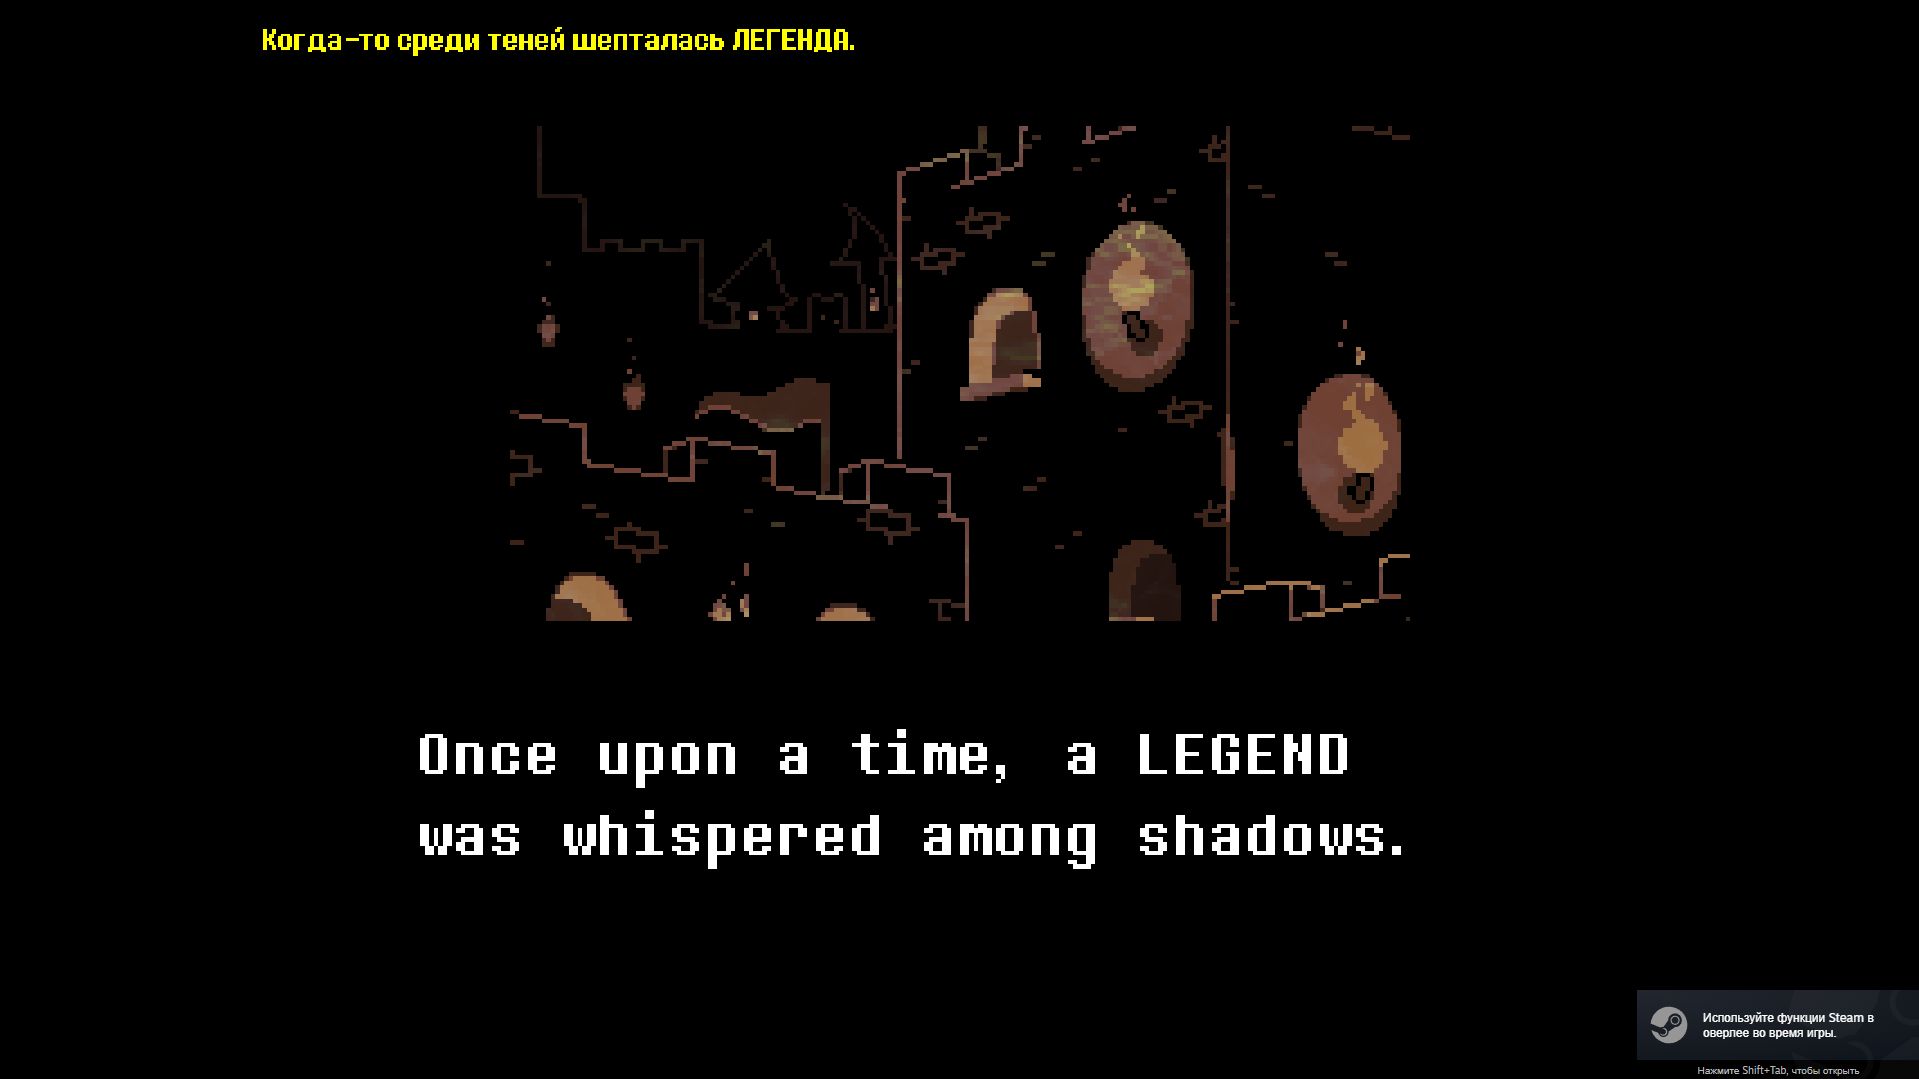 Когда-то среди теней шепталась ЛЕГЕНДА.
Once upon a time, a LEGEND
was whispered among shadows.
Используйте функции Steam в
оверлее во время игры.
Нажмите Shift+Tab, чтобы открыть